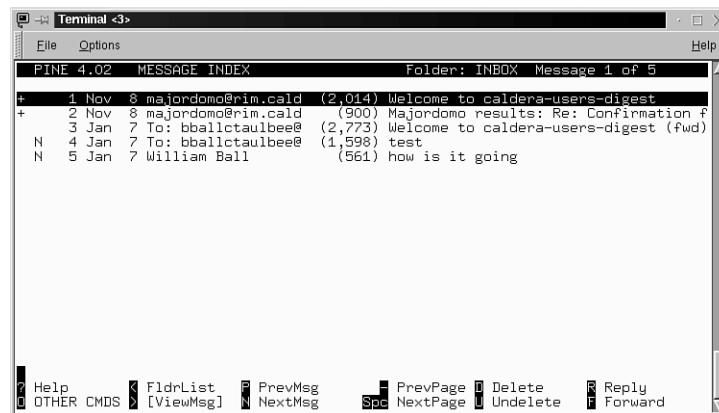 Terminal <3>
File Options Help
PINE 4.02 MESSAGE INDEX Folder: INBOX Message 1 of 5
+ 1 Nov 8 majordomo@rim.cald (2,014) Welcome to caldera-users-digest
+ 2 Nov 8 majordomo@rim.cald (900) Majordomo results: Re: Confirmation f
3 Jan 7 To: bballctaulbee@ (2,773) Welcome to caldera-users-digest (fwd)
N 4 Jan 7 To: bballctaulbee@ (1,598) test
N 5 Jan 7 William Ball (561) how is it going
? Help < FldrList P PrevMsg - PrevPage D Delete R Reply
O OTHER CMDS > [ViewMsg] N NextMsg Spc NextPage U Undelete F Forward